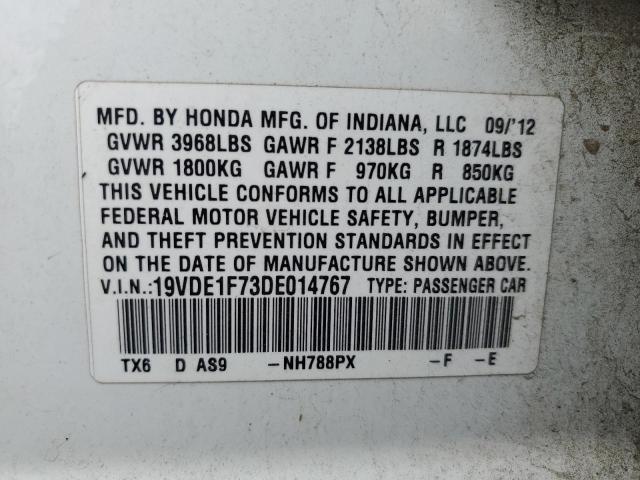 MFD. BY HONDA MFG. OF INDIANA, LLC 09/'12
GVWR 3968LBS GAWR F 2138LBS R 1874LBS
GVWR 1800KG GAWR F 970KG R 850KG
THIS VEHICLE CONFORMS TO ALL APPLICABLE
FEDERAL MOTOR VEHICLE SAFETY, BUMPER,
AND THEFT PREVENTION STANDARDS IN EFFECT
ON THE DATE OF MANUFACTURE SHOWN ABOVE.
V.I.N.:19VDE1F73DE014767 TYPE: PASSENGER CAR
TX6 D AS9 -NH788PX -F -E